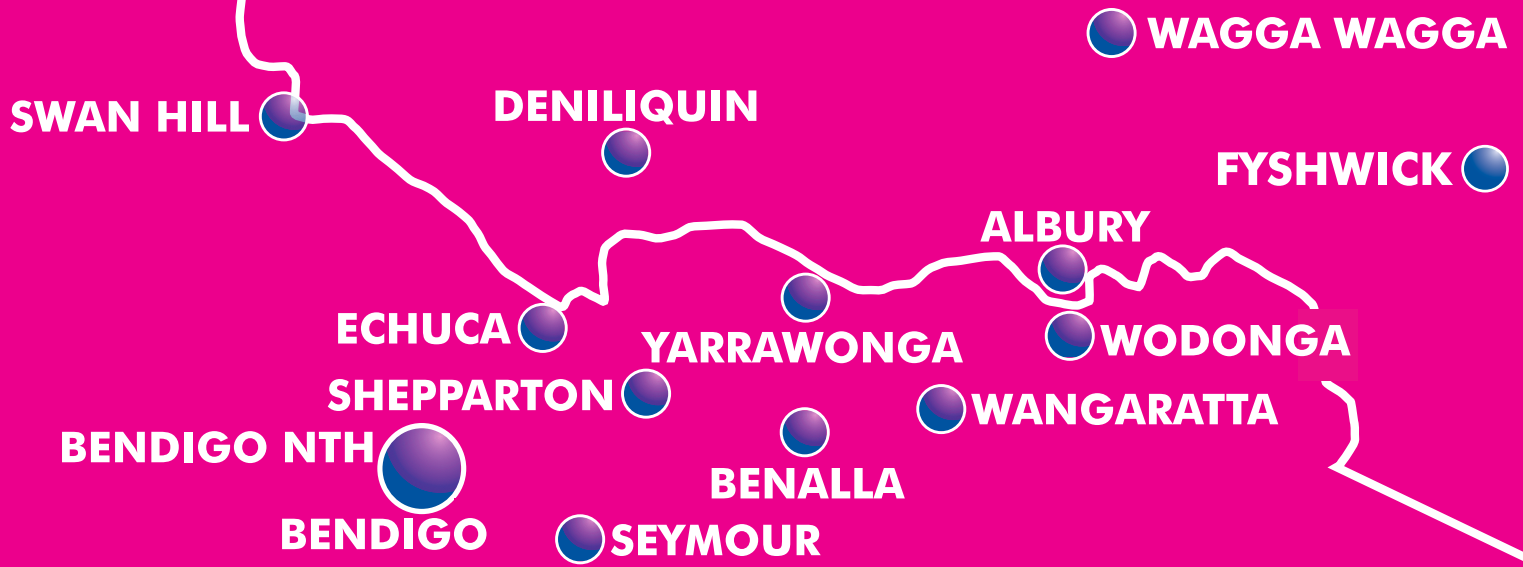 WAGGA WAGGA
SWAN HILL
DENILIQUIN
FYSHWICK
ALBURY
ECHUCA
YARRAWONGA
WODONGA
SHEPPARTON
WANGARATTA
BENDIGO NTH
BENALLA
BENDIGO
SEYMOUR